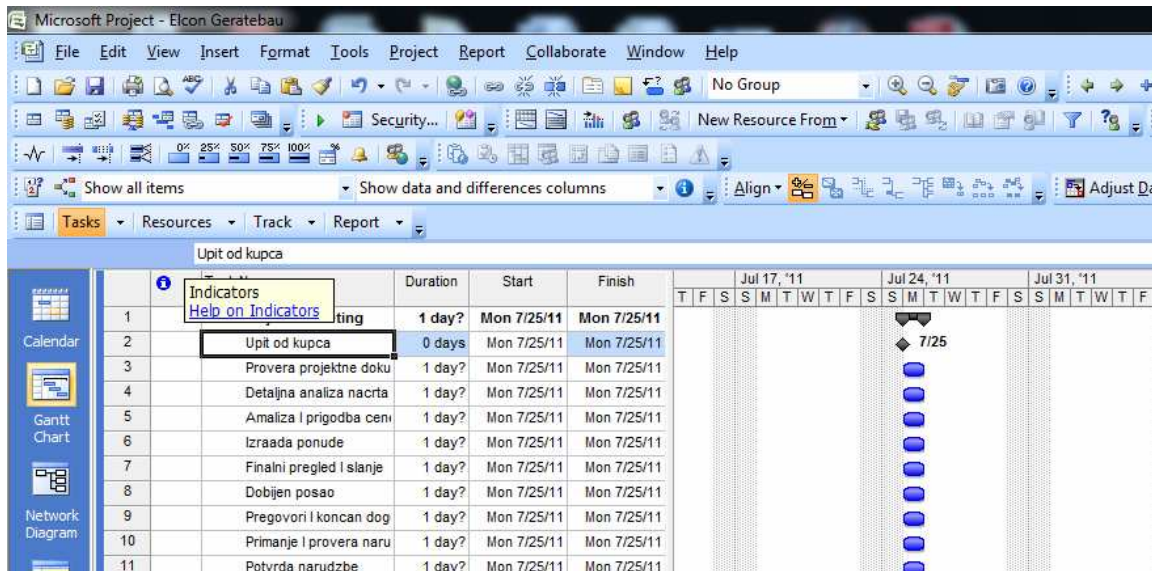 Microsoft Project - Elcon Geratebau
File Edit View Insert Format Tools Project Report Collaborate Window Help
ABC No Group
Security... New Resource From
0% 25% 50% 75% 100%
Show all items Show data and differences columns Align Adjust
Tasks Resources Track Report
Upit od kupca
Duration Start Finish Jul 17, '11 Jul 24, '11 Jul 31, '11
Indicators
Help on Indicators
T F S S M T W T F S S M T W T F S S M T W T F
1 ting 1 day? Mon 7/25/11 Mon 7/25/11
Calendar
2 Upit od kupca 0 days Mon 7/25/11 Mon 7/25/11 7/25
3 Provera projektne doku 1 day? Mon 7/25/11 Mon 7/25/11
4 Detaljna analiza nacrta 1 day? Mon 7/25/11 Mon 7/25/11
Gantt Chart
5 Amaliza I prigodba cen 1 day? Mon 7/25/11 Mon 7/25/11
6 Izraada ponude 1 day? Mon 7/25/11 Mon 7/25/11
7 Finalni pregled I slanje 1 day? Mon 7/25/11 Mon 7/25/11
8 Dobijen posao 1 day? Mon 7/25/11 Mon 7/25/11
Network Diagram
9 Pregovori I koncan dog 1 day? Mon 7/25/11 Mon 7/25/11
10 Primanje I provera naru 1 day? Mon 7/25/11 Mon 7/25/11
11 Potvrda narudzbe 1 day? Mon 7/25/11 Mon 7/25/11